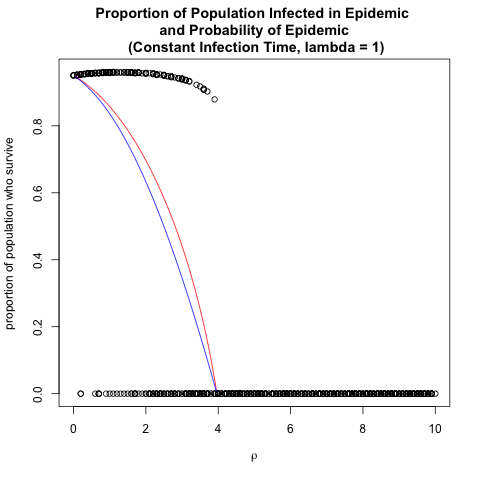 Proportion of Population Infected in Epidemic
and Probability of Epidemic
(Constant Infection Time, lambda = 1)
proportion of population who survive
0.8
0.6
0.4
0.2
0.0
0 2 4 6 8 10
ρ